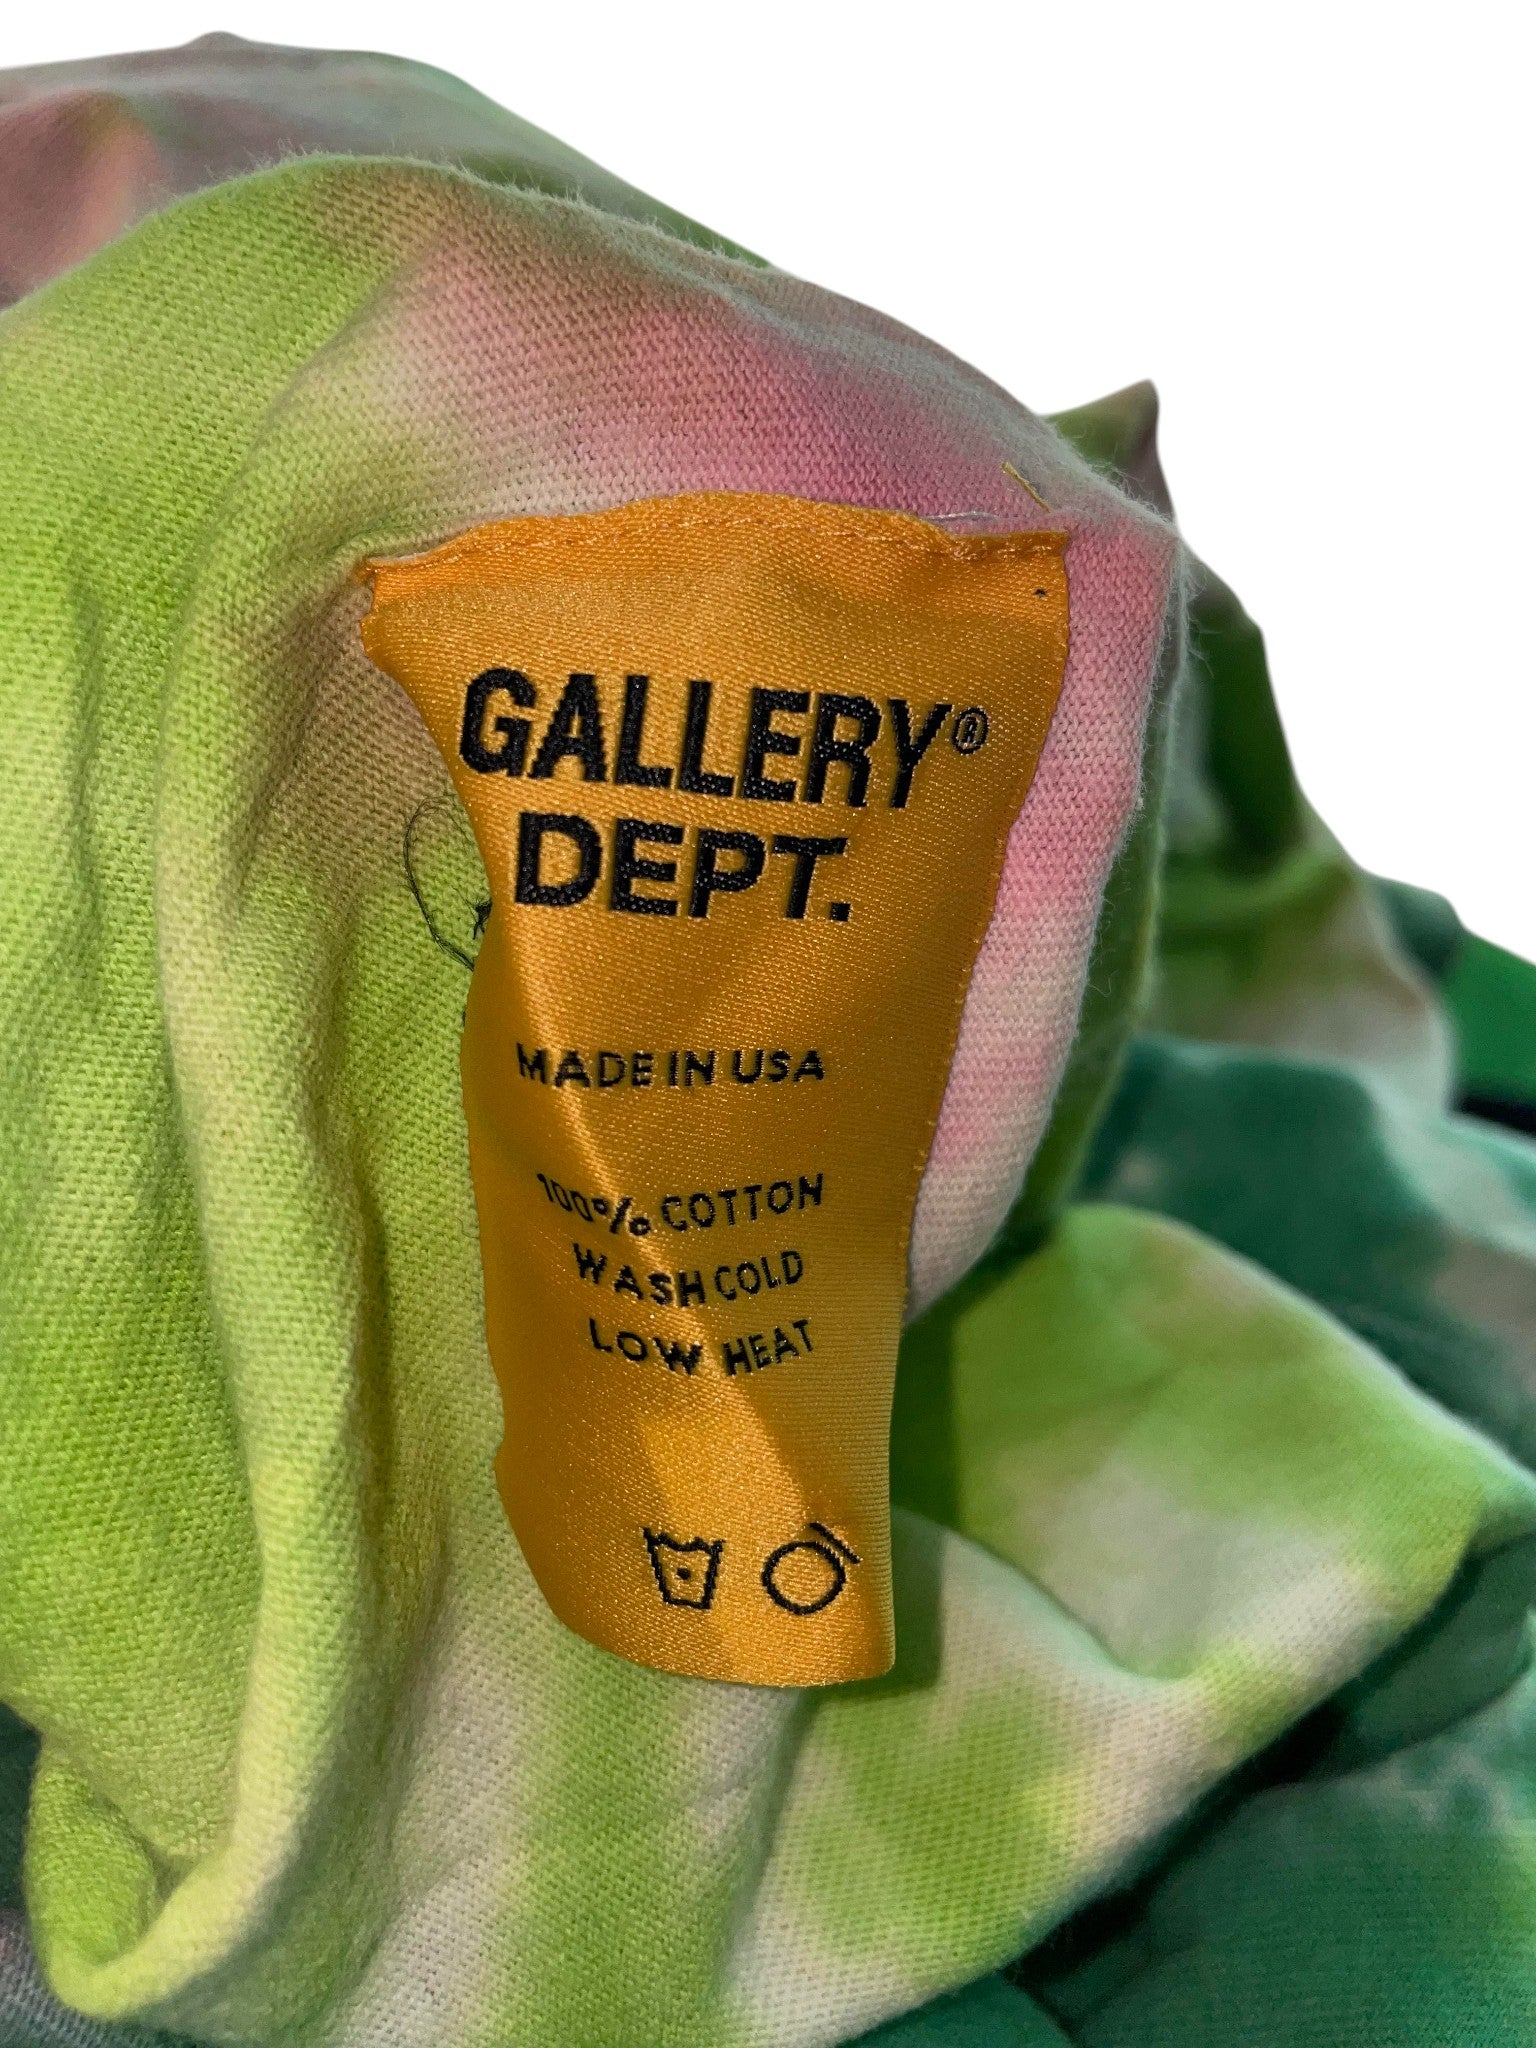 GALLERY®
DEPT.
MADE IN USA
100% COTTON
WASH COLD
LOW HEAT